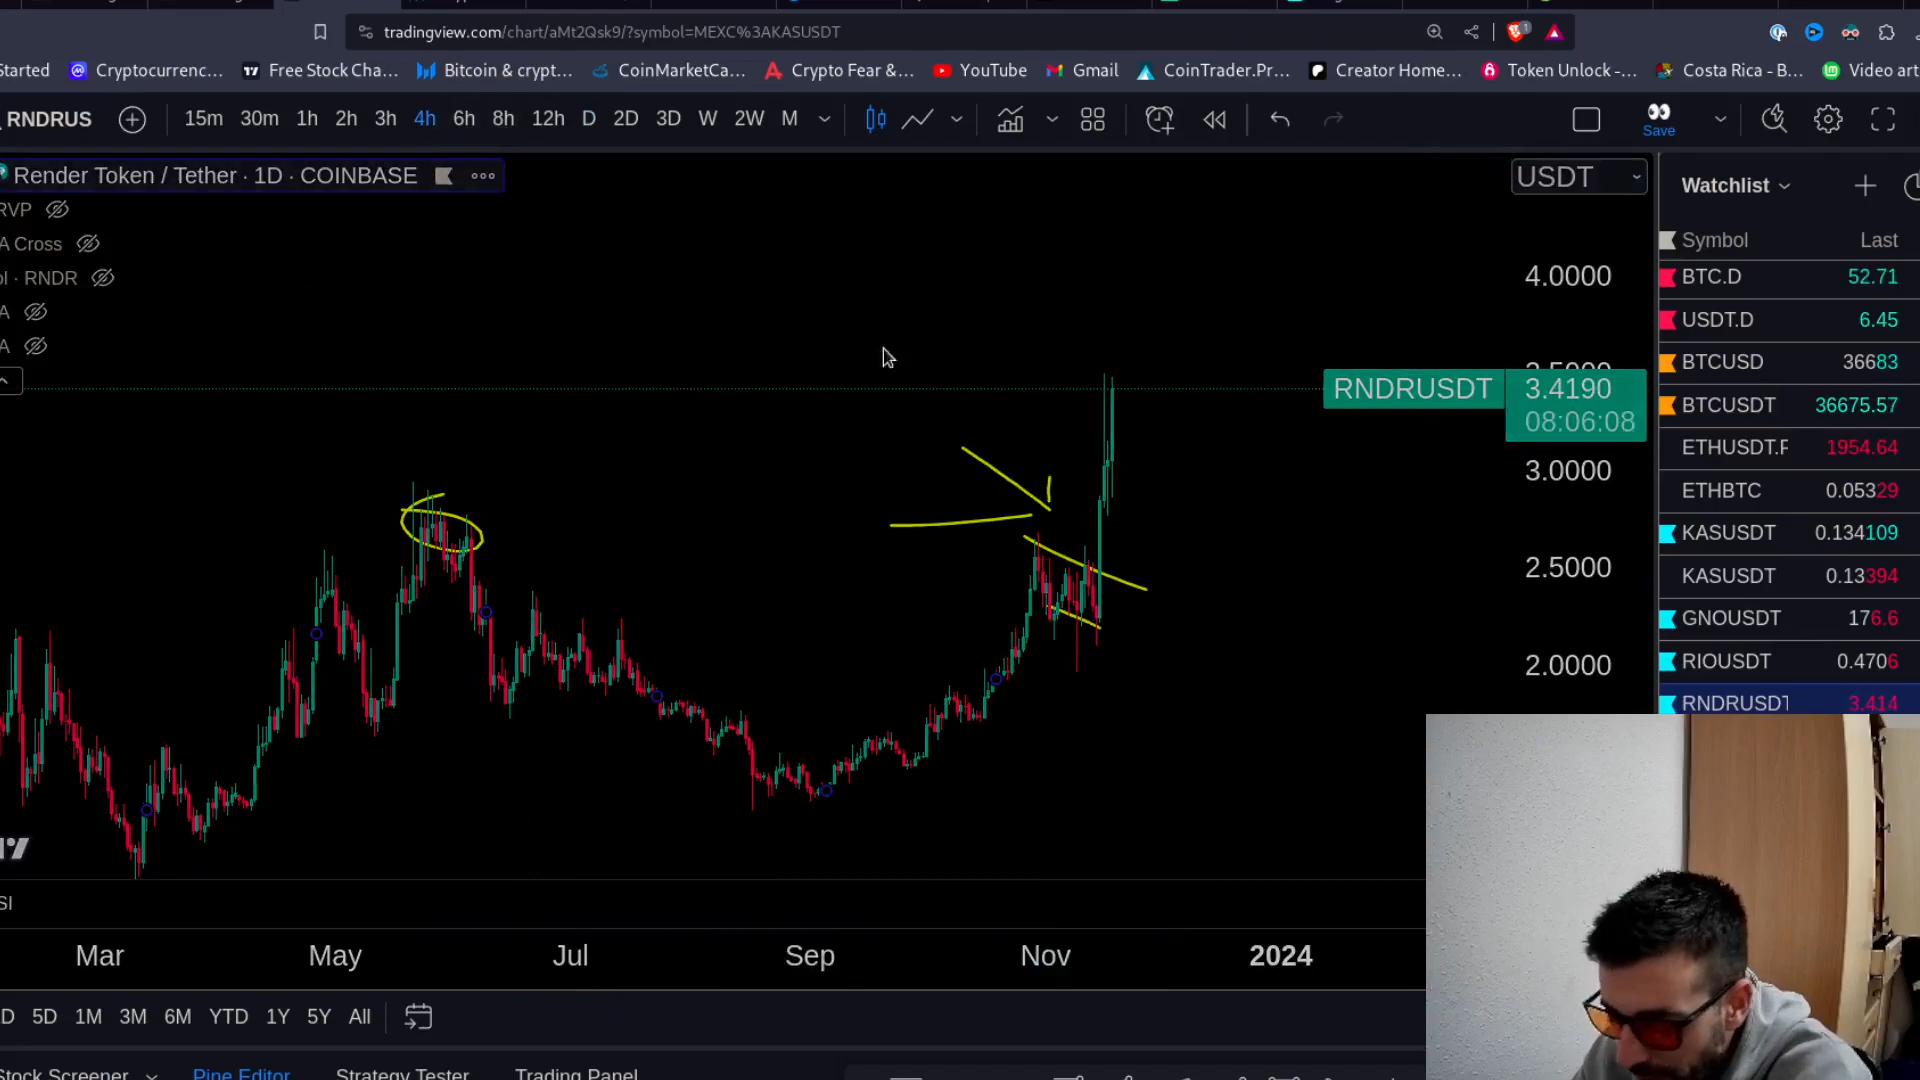 tradingview.com/chart/aMt2Qsk9/?symbol=MEXC%3AKASUSDT
Started Cryptocurrenc... Free Stock Cha... Bitcoin & crypt... CoinMarketCa... Crypto Fear &... YouTube Gmail CoinTrader.Pr... Creator Home... Token Unlock -... Costa Rica - B... Video art
RNDRUS 15m 30m 1h 2h 3h 4h 6h 8h 12h D 2D 3D W 2W M Save
Render Token / Tether · 1D · COINBASE
USDT
Watchlist
RVP
A Cross
ol · RNDR
A
A
Symbol Last
BTC.D 52.71
USDT.D 6.45
BTCUSD 36683
BTCUSDT 36675.57
ETHUSDT.F 1954.64
ETHBTC 0.05329
KASUSDT 0.134109
KASUSDT 0.13394
GNOUSDT 176.6
RIOUSDT 0.4706
RNDRUSDT 3.414
4.0000
3.5000
RNDRUSDT 3.4190
08:06:08
3.0000
2.5000
2.0000
SI
Mar May Jul Sep Nov 2024
D 5D 1M 3M 6M YTD 1Y 5Y All
Stock Screener Pine Editor Strategy Tester Trading Panel